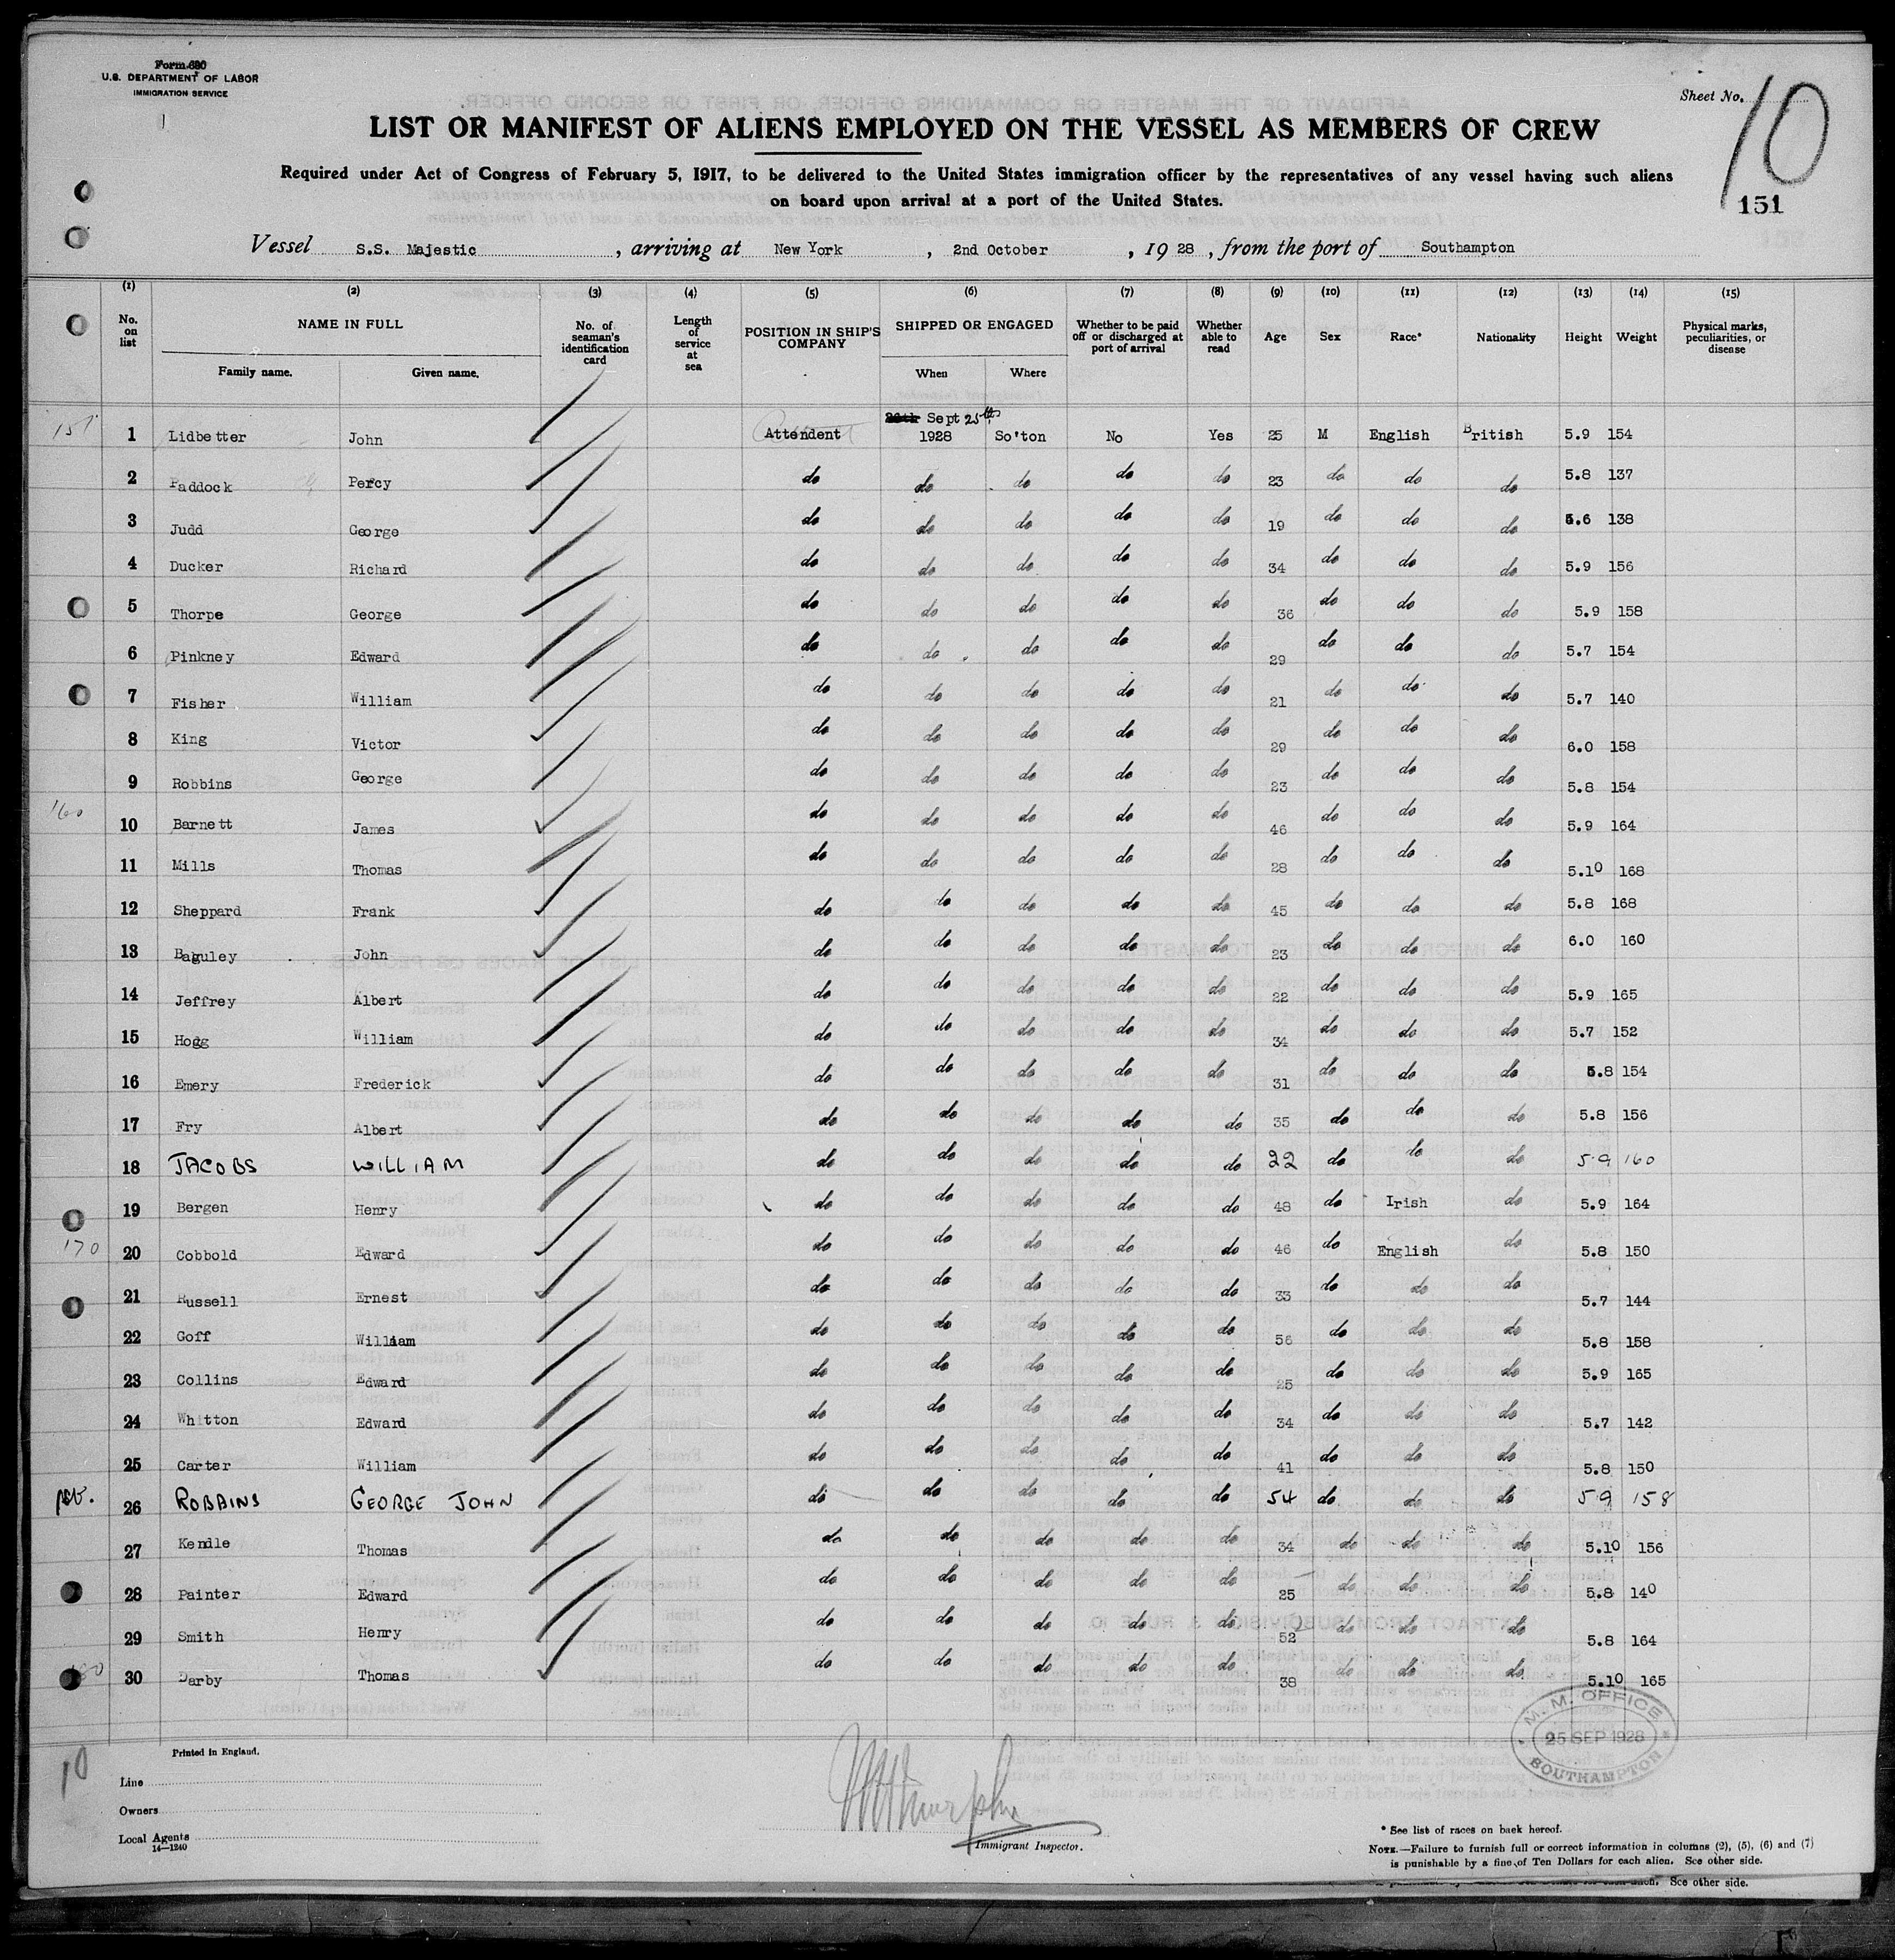 Form 680
U.S. DEPARTMENT OF LABOR
IMMIGRATION SERVICE
Sheet No. 10
LIST OR MANIFEST OF ALIENS EMPLOYED ON THE VESSEL AS MEMBERS OF CREW
Required under Act of Congress of February 5, 1917, to be delivered to the United States immigration officer by the representatives of any vessel having such aliens
on board upon arrival at a port of the United States.
151
Vessel S.S. Majestic, arriving at New York, 2nd October, 1928, from the port of Southampton
(1) (2) (3) (4) (5) (6) (7) (8) (9) (10) (11) (12) (13) (14) (15)
No. on list NAME IN FULL Family name. Given name. No. of seaman's identification card Length of service at sea POSITION IN SHIP'S COMPANY SHIPPED OR ENGAGED When Where Whether to be paid off or discharged at port of arrival Whether able to read Age Sex Race* Nationality Height Weight Physical marks, peculiarities, or disease
26th Sept 25th
151 1 Lidbetter John Attendent 1928 So'ton No Yes 25 M English British 5.9 154
2 Paddock Percy do do do do do 23 do do do 5.8 137
3 Judd George do do do do do 19 do do do 5.6 138
4 Ducker Richard do do do do do 34 do do do 5.9 156
5 Thorpe George do do do do do 36 do do do 5.9 158
6 Pinkney Edward do do do do do 29 do do do 5.7 154
7 Fisher William do do do do do 21 do do do 5.7 140
8 King Victor do do do do do 29 do do do 6.0 158
9 Robbins George do do do do do 23 do do do 5.8 154
160 10 Barnett James do do do do do 46 do do do 5.9 164
11 Mills Thomas do do do do do 28 do do do 5.10 168
12 Sheppard Frank do do do do do 45 do do do 5.8 168
13 Baguley John do do do do do 23 do do do 6.0 160
14 Jeffrey Albert do do do do do 22 do do do 5.9 165
15 Hogg William do do do do do 34 do do do 5.7 152
16 Emery Frederick do do do do do 31 do do do 5.8 154
17 Fry Albert do do do do do 35 do do do 5.8 156
18 JACOBS WILLIAM do do do do do 22 do do do 5.9 160
19 Bergen Henry do do do do do 48 do Irish do 5.9 164
170 20 Cobbold Edward do do do do do 46 do English do 5.8 150
21 Russell Ernest do do do do do 33 do do do 5.7 144
22 Goff William do do do do do 56 do do do 5.8 158
23 Collins Edward do do do do do 25 do do do 5.9 165
24 Whitton Edward do do do do do 34 do do do 5.7 142
25 Carter William do do do do do 41 do do do 5.8 150
26 ROBBINS GEORGE JOHN do do do do do 54 do do do 5.9 158
27 Kendle Thomas do do do do do 34 do do do 5.10 156
28 Painter Edward do do do do do 25 do do do 5.8 140
29 Smith Henry do do do do do 52 do do do 5.8 164
180 30 Darby Thomas do do do do do 38 do do do 5.10 165
M.M. OFFICE
25 SEP 1928
SOUTHAMPTON
10
Printed in England.
Line
Owners
Local Agents
14—1240
Immigrant Inspector.
* See list of races on back hereof.
NOTE.—Failure to furnish full or correct information in columns (2), (5), (6) and (7)
is punishable by a fine of Ten Dollars for each alien. See other side.
See other side.